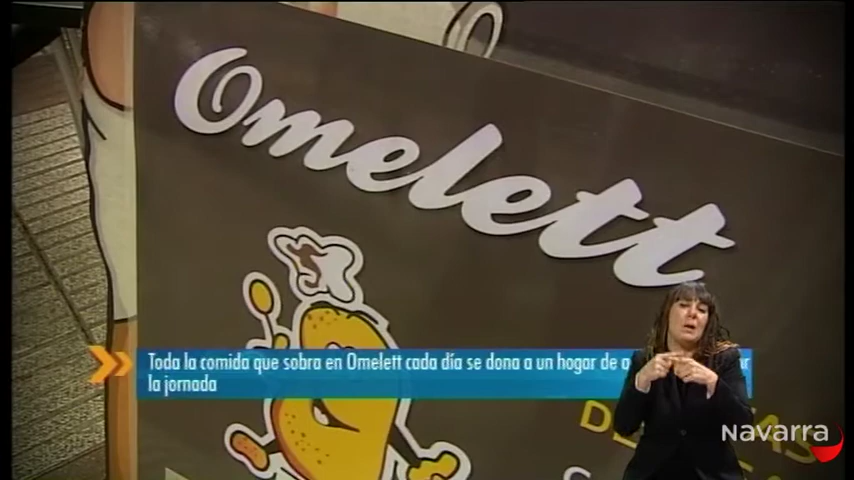 Omelett
Toda la comida que sobra en Omelett cada día se dona a un hogar de
la jornada
navarra